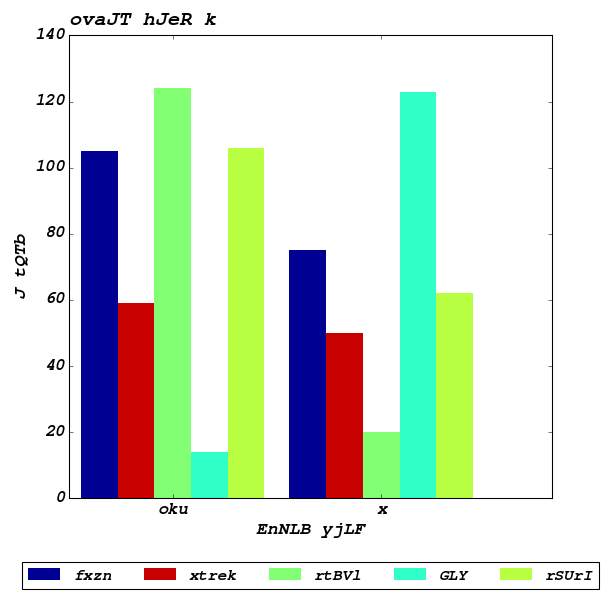 ovaJT hJeR k
140
120
100
80
60
40
20
0
J tQTb
oku x
EnNLB yjLF
fxzn xtrek rtBVl GLY rSUrI